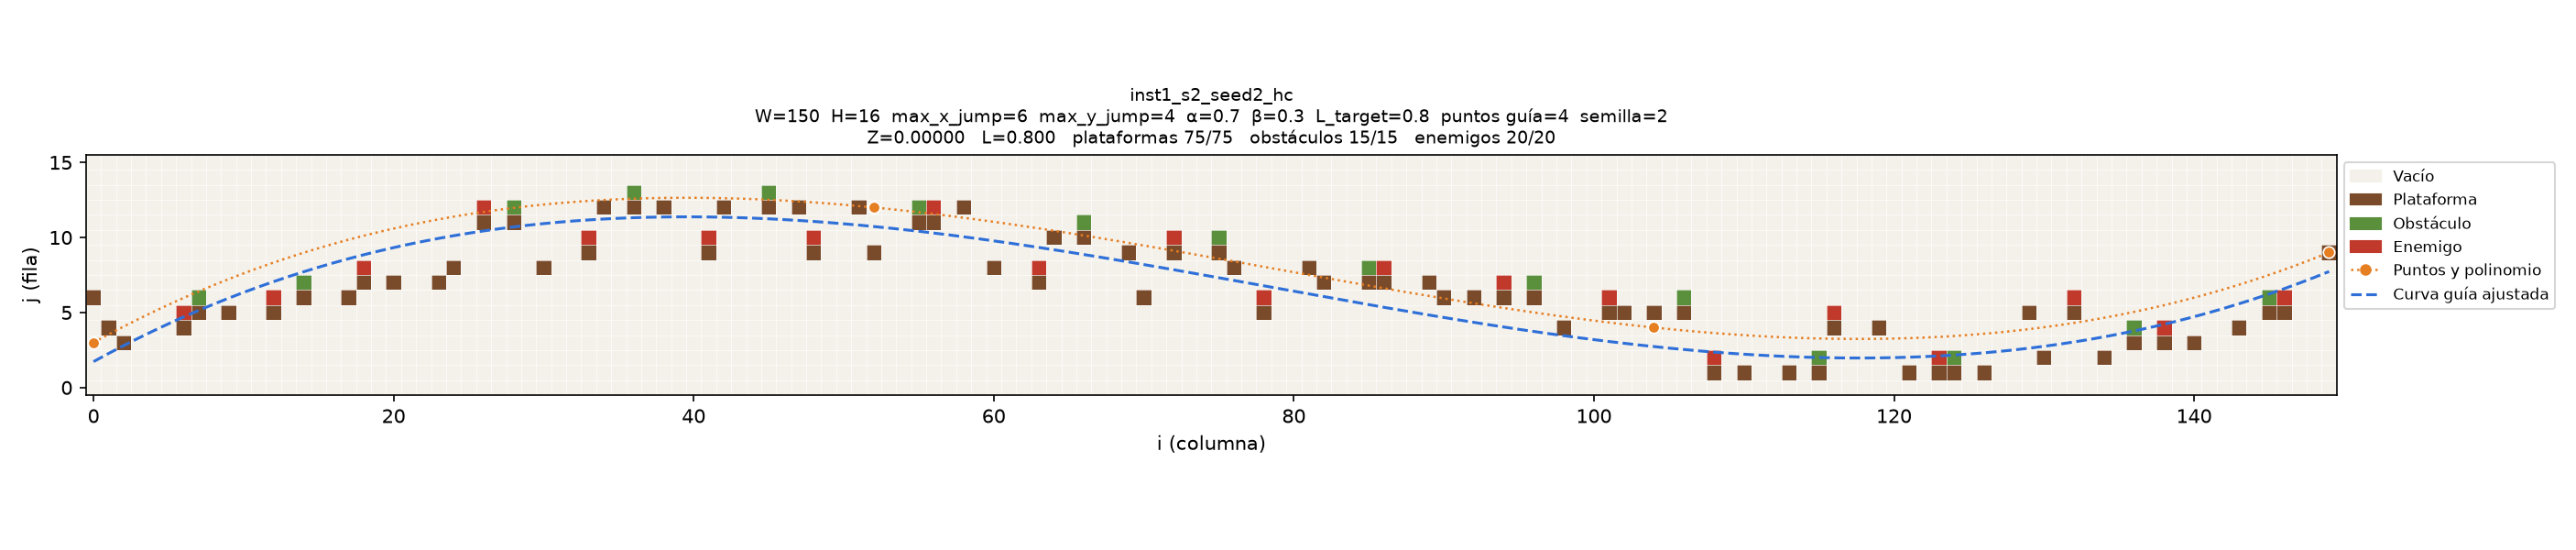 inst1_s2_seed2_hc
W=150 H=16 max_x_jump=6 max_y_jump=4 α=0.7 β=0.3 L_target=0.8 puntos guía=4 semilla=2
Z=0.00000 L=0.800 plataformas 75/75 obstáculos 15/15 enemigos 20/20
15
10
5
0
j (fila)
0 20 40 60 80 100 120 140
i (columna)
Vacío
Plataforma
Obstáculo
Enemigo
Puntos y polinomio
Curva guía ajustada